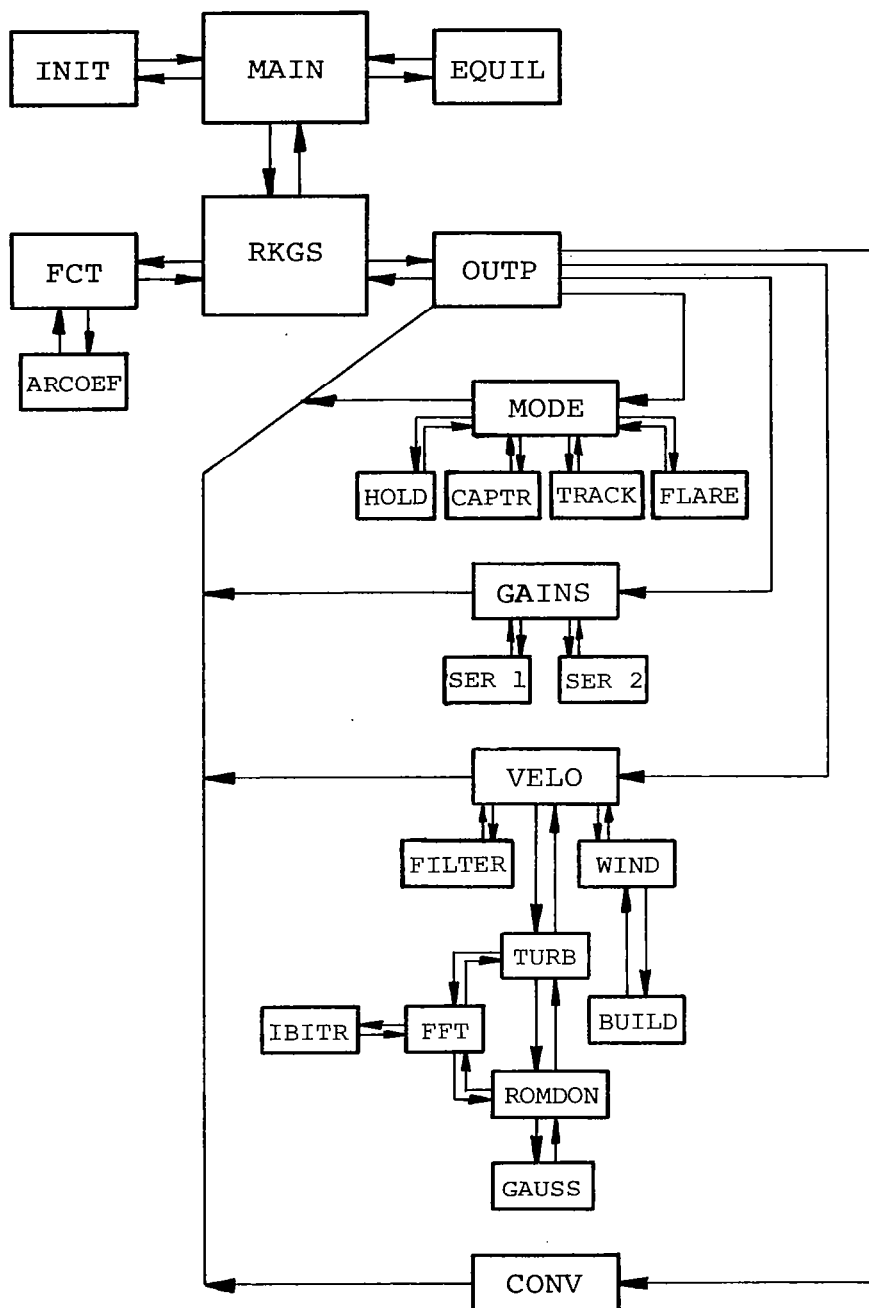 INIT
MAIN
EQUIL
FCT
RKGS
OUTP
ARCOEF
MODE
HOLD
CAPTR
TRACK
FLARE
GAINS
SER 1
SER 2
VELO
FILTER
WIND
TURB
IBITR
FFT
BUILD
ROMDON
GAUSS
CONV